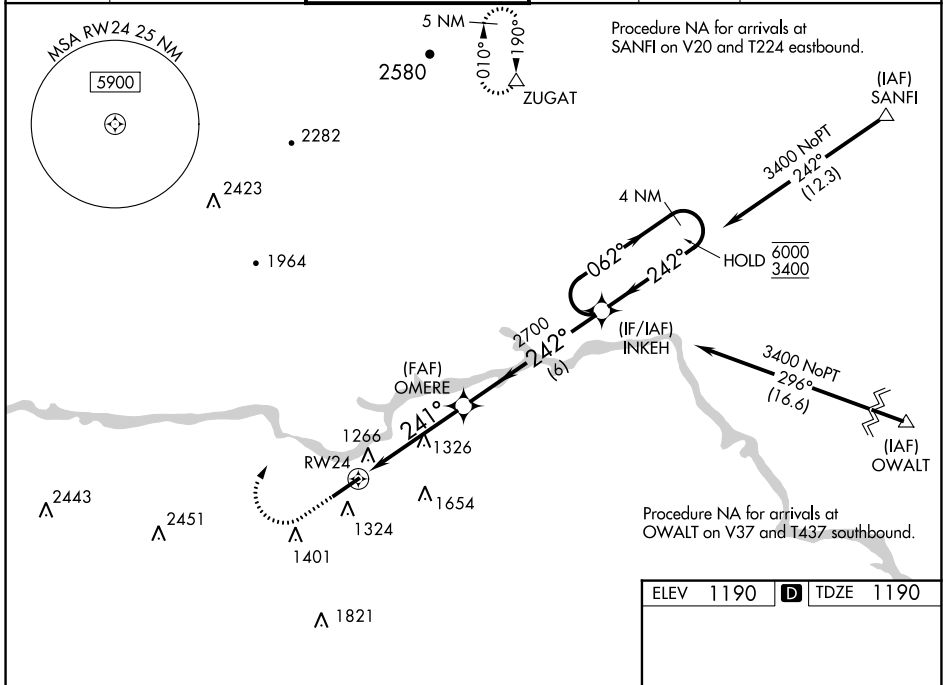 MSA RW24 25 NM
5900
5 NM
010°
190°
ZUGAT
2580
Procedure NA for arrivals at
SANFI on V20 and T224 eastbound.
(IAF)
SANFI
3400 NoPT
242°
(12.3)
2282
2423
1964
4 NM
062°
242°
HOLD 6000
3400
(IF/IAF)
INKEH
2700
242°
(6)
(FAF)
OMERE
241°
3400 NoPT
296°
(16.6)
(IAF)
OWALT
1266
1326
RW24
1654
1324
1401
2443
2451
1821
Procedure NA for arrivals at
OWALT on V37 and T437 southbound.
ELEV 1190 D TDZE 1190